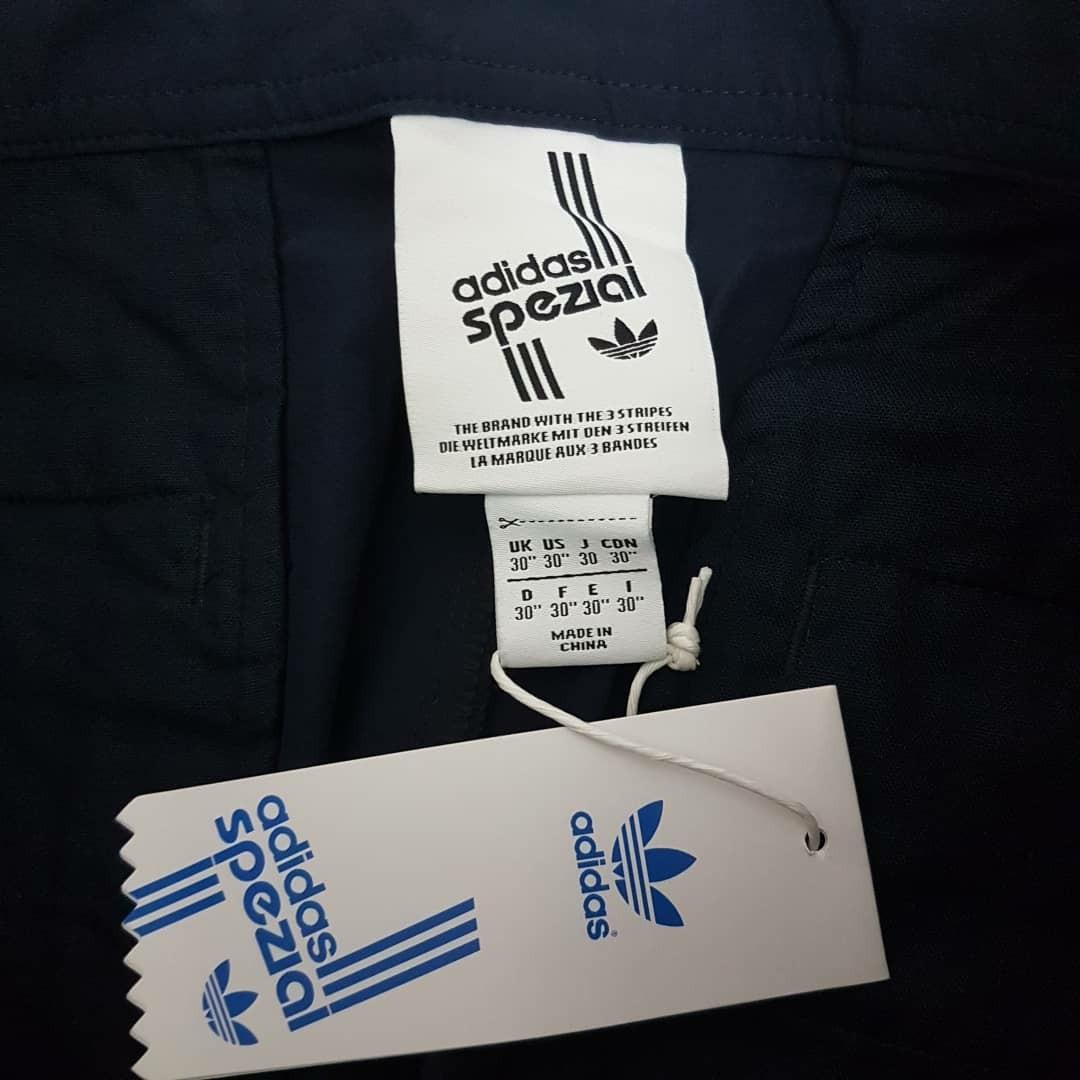 adidas
spezial
THE BRAND WITH THE 3 STRIPES
DIE WELTMARKE MIT DEN 3 STREIFEN
LA MARQUE AUX 3 BANDES
UK US J CDN
30" 30" 30 30"
D F E I
30" 30" 30" 30"
MADE IN
CHINA
adidas
spezial
adidas®